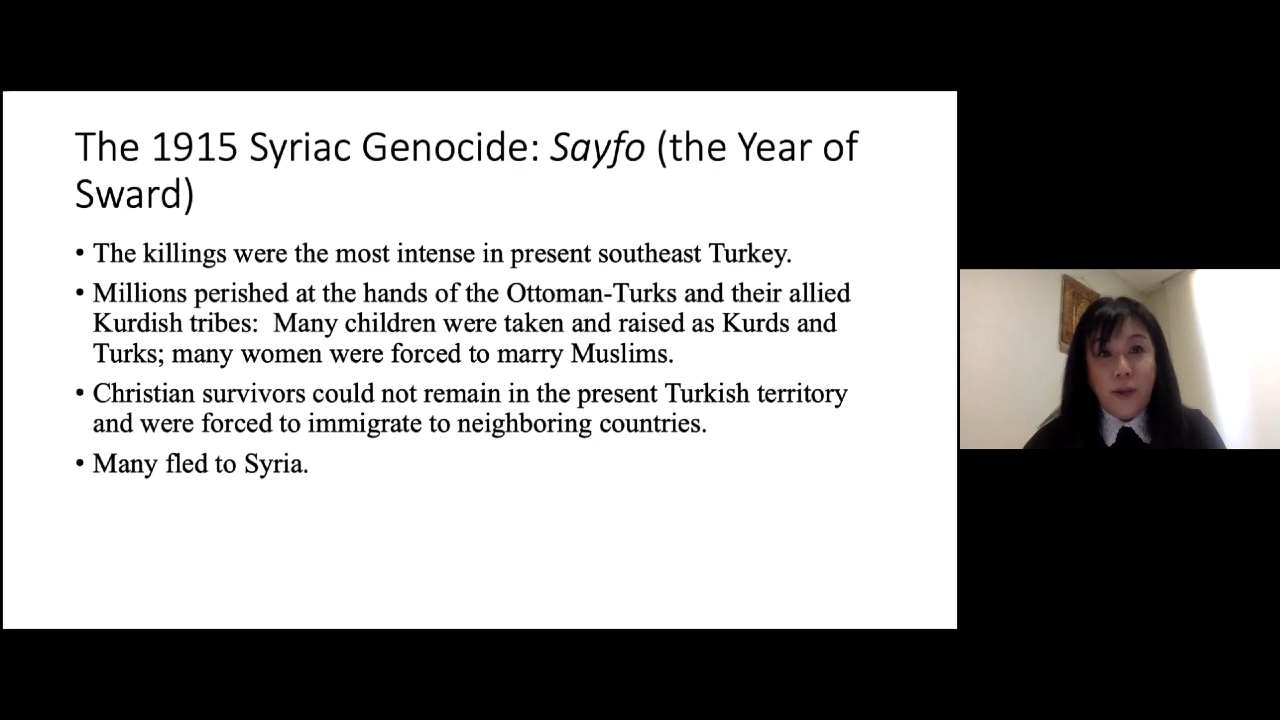 The 1915 Syriac Genocide: Sayfo (the Year of
Sward)
• The killings were the most intense in present southeast Turkey.
• Millions perished at the hands of the Ottoman-Turks and their allied
Kurdish tribes:  Many children were taken and raised as Kurds and
Turks; many women were forced to marry Muslims.
• Christian survivors could not remain in the present Turkish territory
and were forced to immigrate to neighboring countries.
• Many fled to Syria.